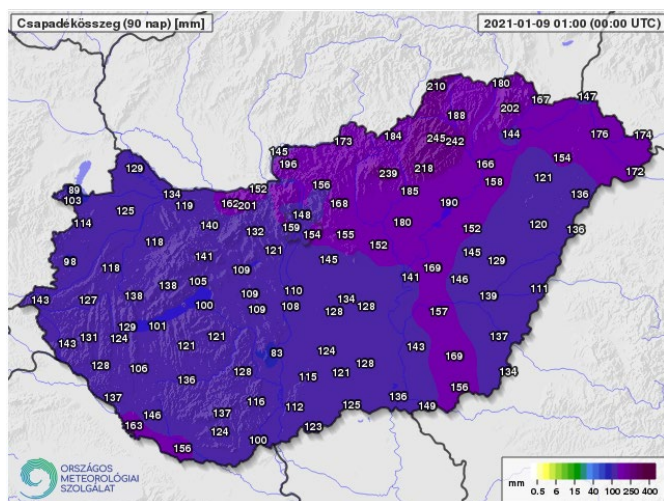 Csapadékösszeg (90 nap) [mm]
2021-01-09 01:00 (00:00 UTC)
210 180 167 147
188 202
173 184 245 242 144 176 174
145 196 239 218 166 154 172
129 152 156 185 158 121 136
89 103 134 119 162 201 168 190
114 125 140 132 148 159 154 155 180 152 120 136
118 121 152 145 129
98 118 141 109 145 169 146
143 127 138 138 105 109 110 134 141 139 111
100 109 108 128 128 157
129 101
143 131 124 121 121 143 137
83 124 169
128 106 136 128 115 121 128 134
137 146 137 116 112 125 136 149 156
163 124 123
156 100
ORSZÁGOS
METEOROLÓGIAI
SZOLGÁLAT
mm
0.5 6 15 40 100 250 400